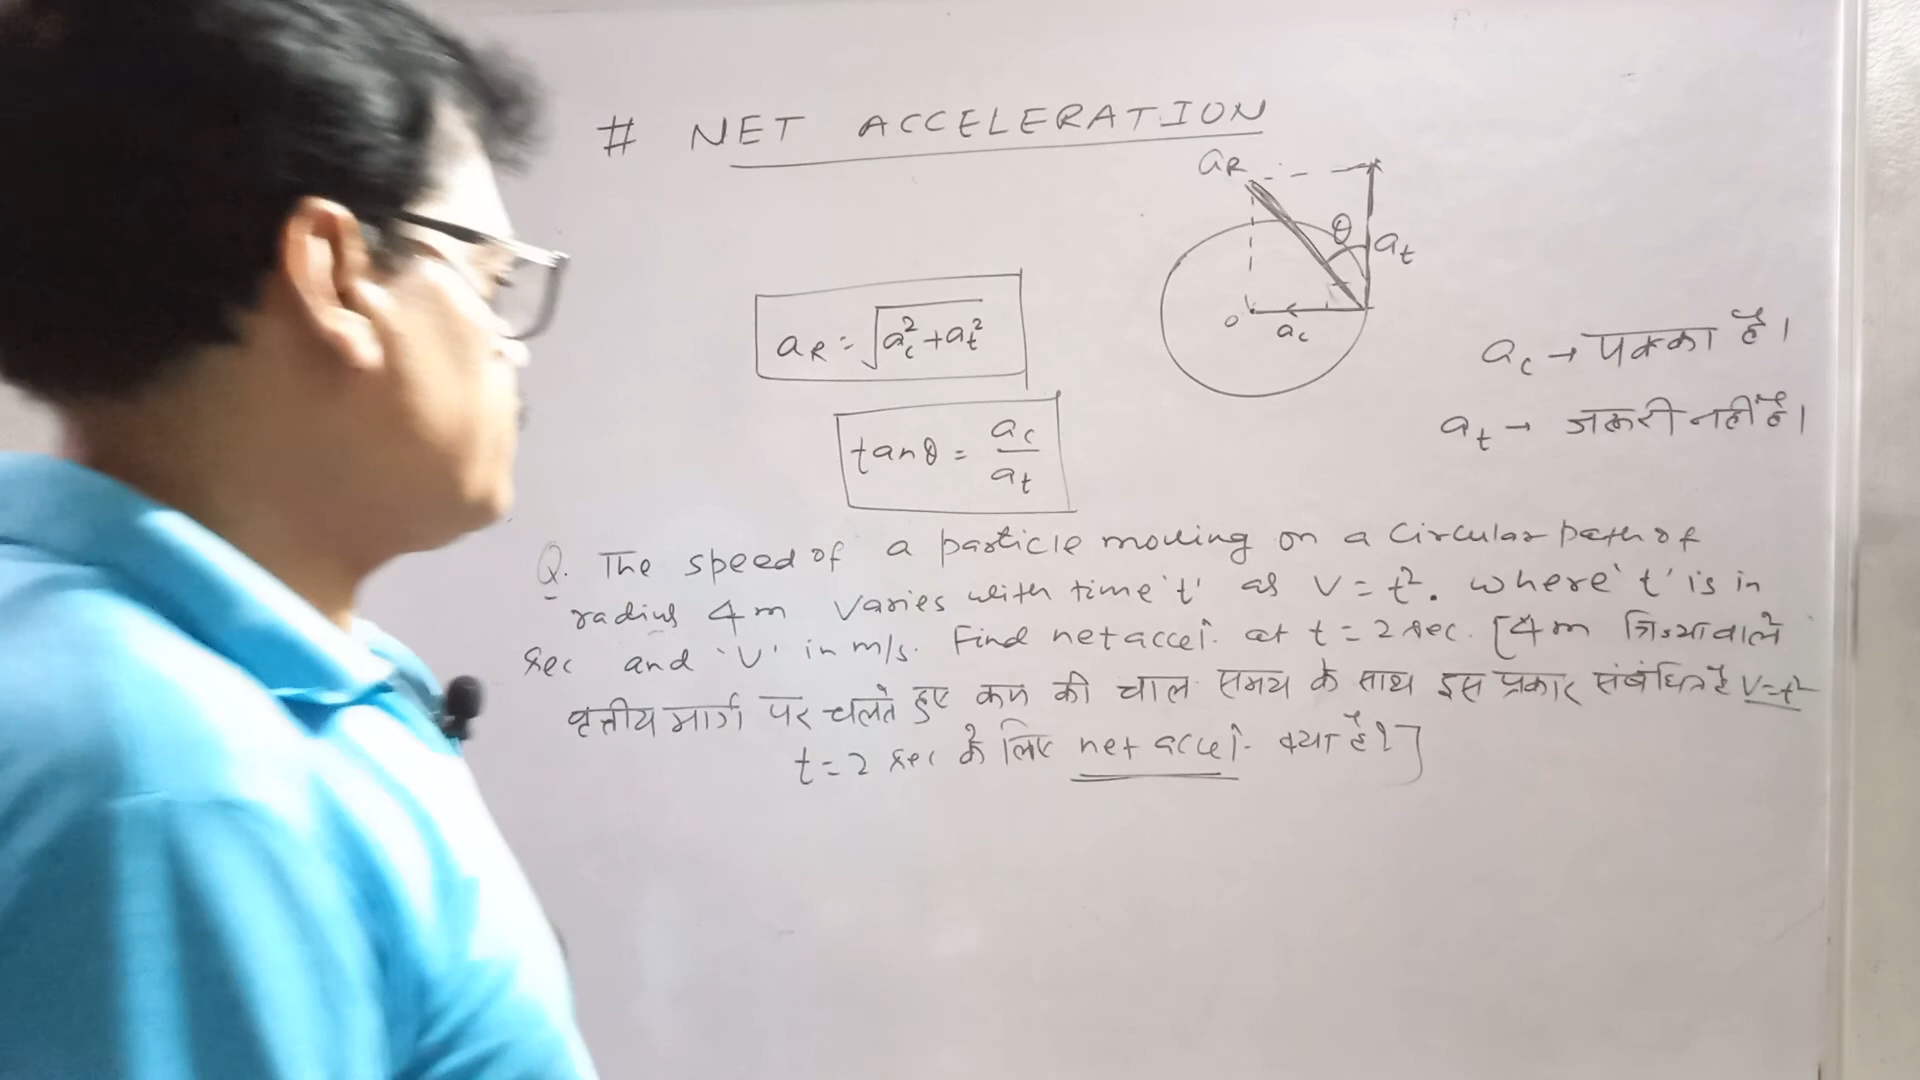 # NET ACCELERATION
aR
θ
at
o
ac
aR = √ac² + at²
ac → पक्का है।
at → जरूरी नहीं है।
tanθ = ac/at
Q. The speed of a particle moving on a circular path of
radius 4m varies with time 't' as V = t². where 't' is in
sec and 'V' in m/s. Find net accel. at t = 2 sec. [4m त्रिज्या वाले
वृत्तीय मार्ग पर चलते हुए कण की चाल समय के साथ इस प्रकार संबंधित है V=t²
t = 2 sec के लिए net accel. क्या है?]